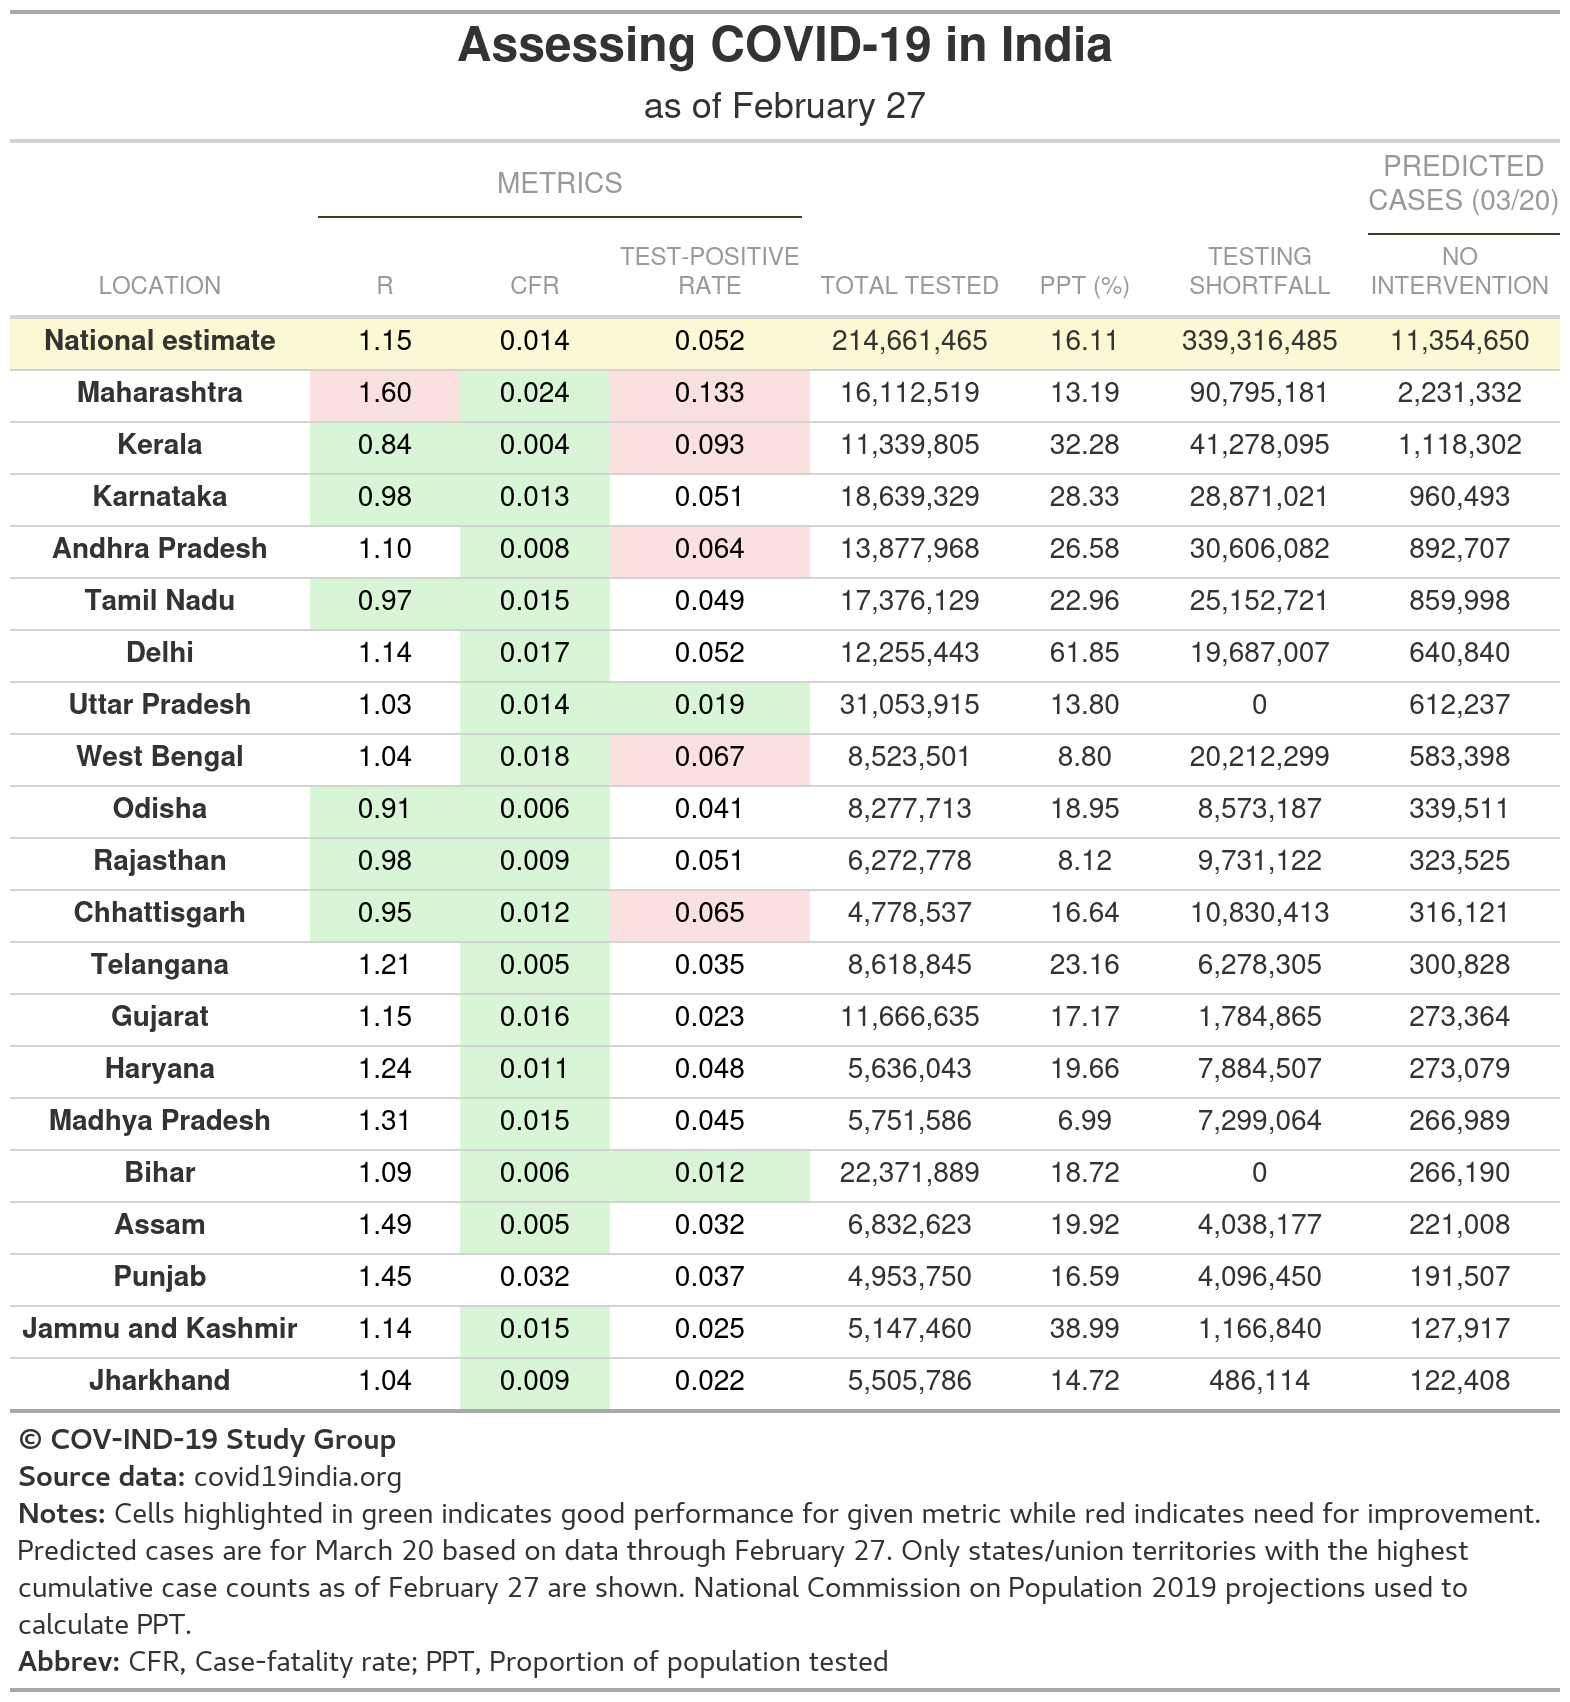 Assessing COVID-19 in India
as of February 27
METRICS PREDICTED CASES (03/20)
LOCATION R CFR TEST-POSITIVE RATE TOTAL TESTED PPT (%) TESTING SHORTFALL NO INTERVENTION
National estimate 1.15 0.014 0.052 214,661,465 16.11 339,316,485 11,354,650
Maharashtra 1.60 0.024 0.133 16,112,519 13.19 90,795,181 2,231,332
Kerala 0.84 0.004 0.093 11,339,805 32.28 41,278,095 1,118,302
Karnataka 0.98 0.013 0.051 18,639,329 28.33 28,871,021 960,493
Andhra Pradesh 1.10 0.008 0.064 13,877,968 26.58 30,606,082 892,707
Tamil Nadu 0.97 0.015 0.049 17,376,129 22.96 25,152,721 859,998
Delhi 1.14 0.017 0.052 12,255,443 61.85 19,687,007 640,840
Uttar Pradesh 1.03 0.014 0.019 31,053,915 13.80 0 612,237
West Bengal 1.04 0.018 0.067 8,523,501 8.80 20,212,299 583,398
Odisha 0.91 0.006 0.041 8,277,713 18.95 8,573,187 339,511
Rajasthan 0.98 0.009 0.051 6,272,778 8.12 9,731,122 323,525
Chhattisgarh 0.95 0.012 0.065 4,778,537 16.64 10,830,413 316,121
Telangana 1.21 0.005 0.035 8,618,845 23.16 6,278,305 300,828
Gujarat 1.15 0.016 0.023 11,666,635 17.17 1,784,865 273,364
Haryana 1.24 0.011 0.048 5,636,043 19.66 7,884,507 273,079
Madhya Pradesh 1.31 0.015 0.045 5,751,586 6.99 7,299,064 266,989
Bihar 1.09 0.006 0.012 22,371,889 18.72 0 266,190
Assam 1.49 0.005 0.032 6,832,623 19.92 4,038,177 221,008
Punjab 1.45 0.032 0.037 4,953,750 16.59 4,096,450 191,507
Jammu and Kashmir 1.14 0.015 0.025 5,147,460 38.99 1,166,840 127,917
Jharkhand 1.04 0.009 0.022 5,505,786 14.72 486,114 122,408
© COV-IND-19 Study Group
Source data: covid19india.org
Notes: Cells highlighted in green indicates good performance for given metric while red indicates need for improvement.
Predicted cases are for March 20 based on data through February 27. Only states/union territories with the highest
cumulative case counts as of February 27 are shown. National Commission on Population 2019 projections used to
calculate PPT.
Abbrev: CFR, Case-fatality rate; PPT, Proportion of population tested